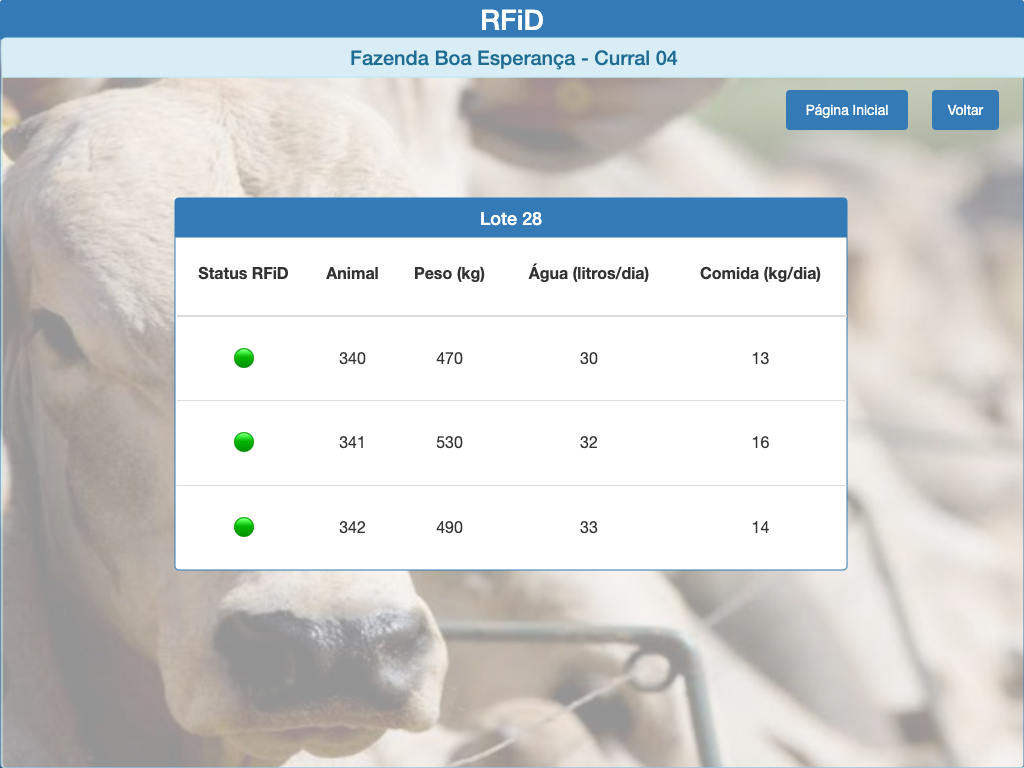 RFiD
Fazenda Boa Esperança - Curral 04
Página Inicial Voltar
Lote 28
Status RFiD Animal Peso (kg) Água (litros/dia) Comida (kg/dia)
340 470 30 13
341 530 32 16
342 490 33 14